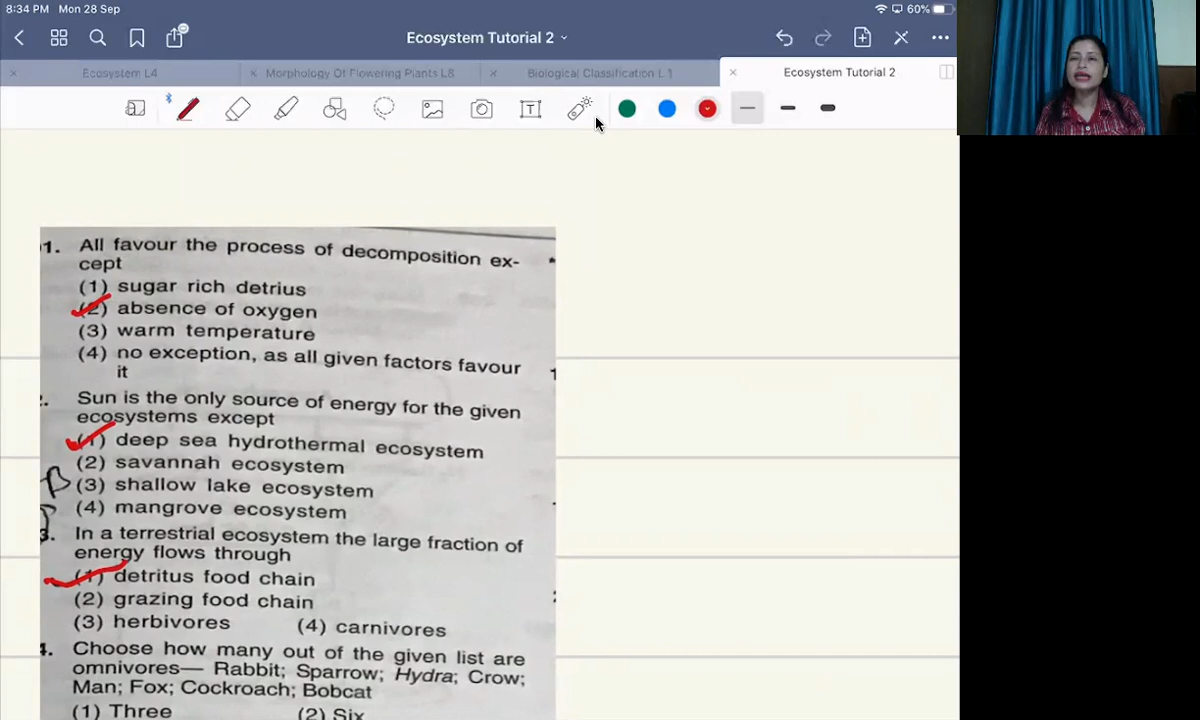 8:34 PM Mon 28 Sep
60%
Ecosystem Tutorial 2
Ecosystem L4
Morphology Of Flowering Plants L8
Biological Classification L 1
Ecosystem Tutorial 2
1. All favour the process of decomposition ex-
cept
(1) sugar rich detrius
(2) absence of oxygen
(3) warm temperature
(4) no exception, as all given factors favour
it
. Sun is the only source of energy for the given
ecosystems except
(1) deep sea hydrothermal ecosystem
(2) savannah ecosystem
(3) shallow lake ecosystem
(4) mangrove ecosystem
3. In a terrestrial ecosystem the large fraction of
energy flows through
(1) detritus food chain
(2) grazing food chain
(3) herbivores (4) carnivores
4. Choose how many out of the given list are
omnivores— Rabbit; Sparrow; Hydra; Crow;
Man; Fox; Cockroach; Bobcat
(1) Three (2) Six